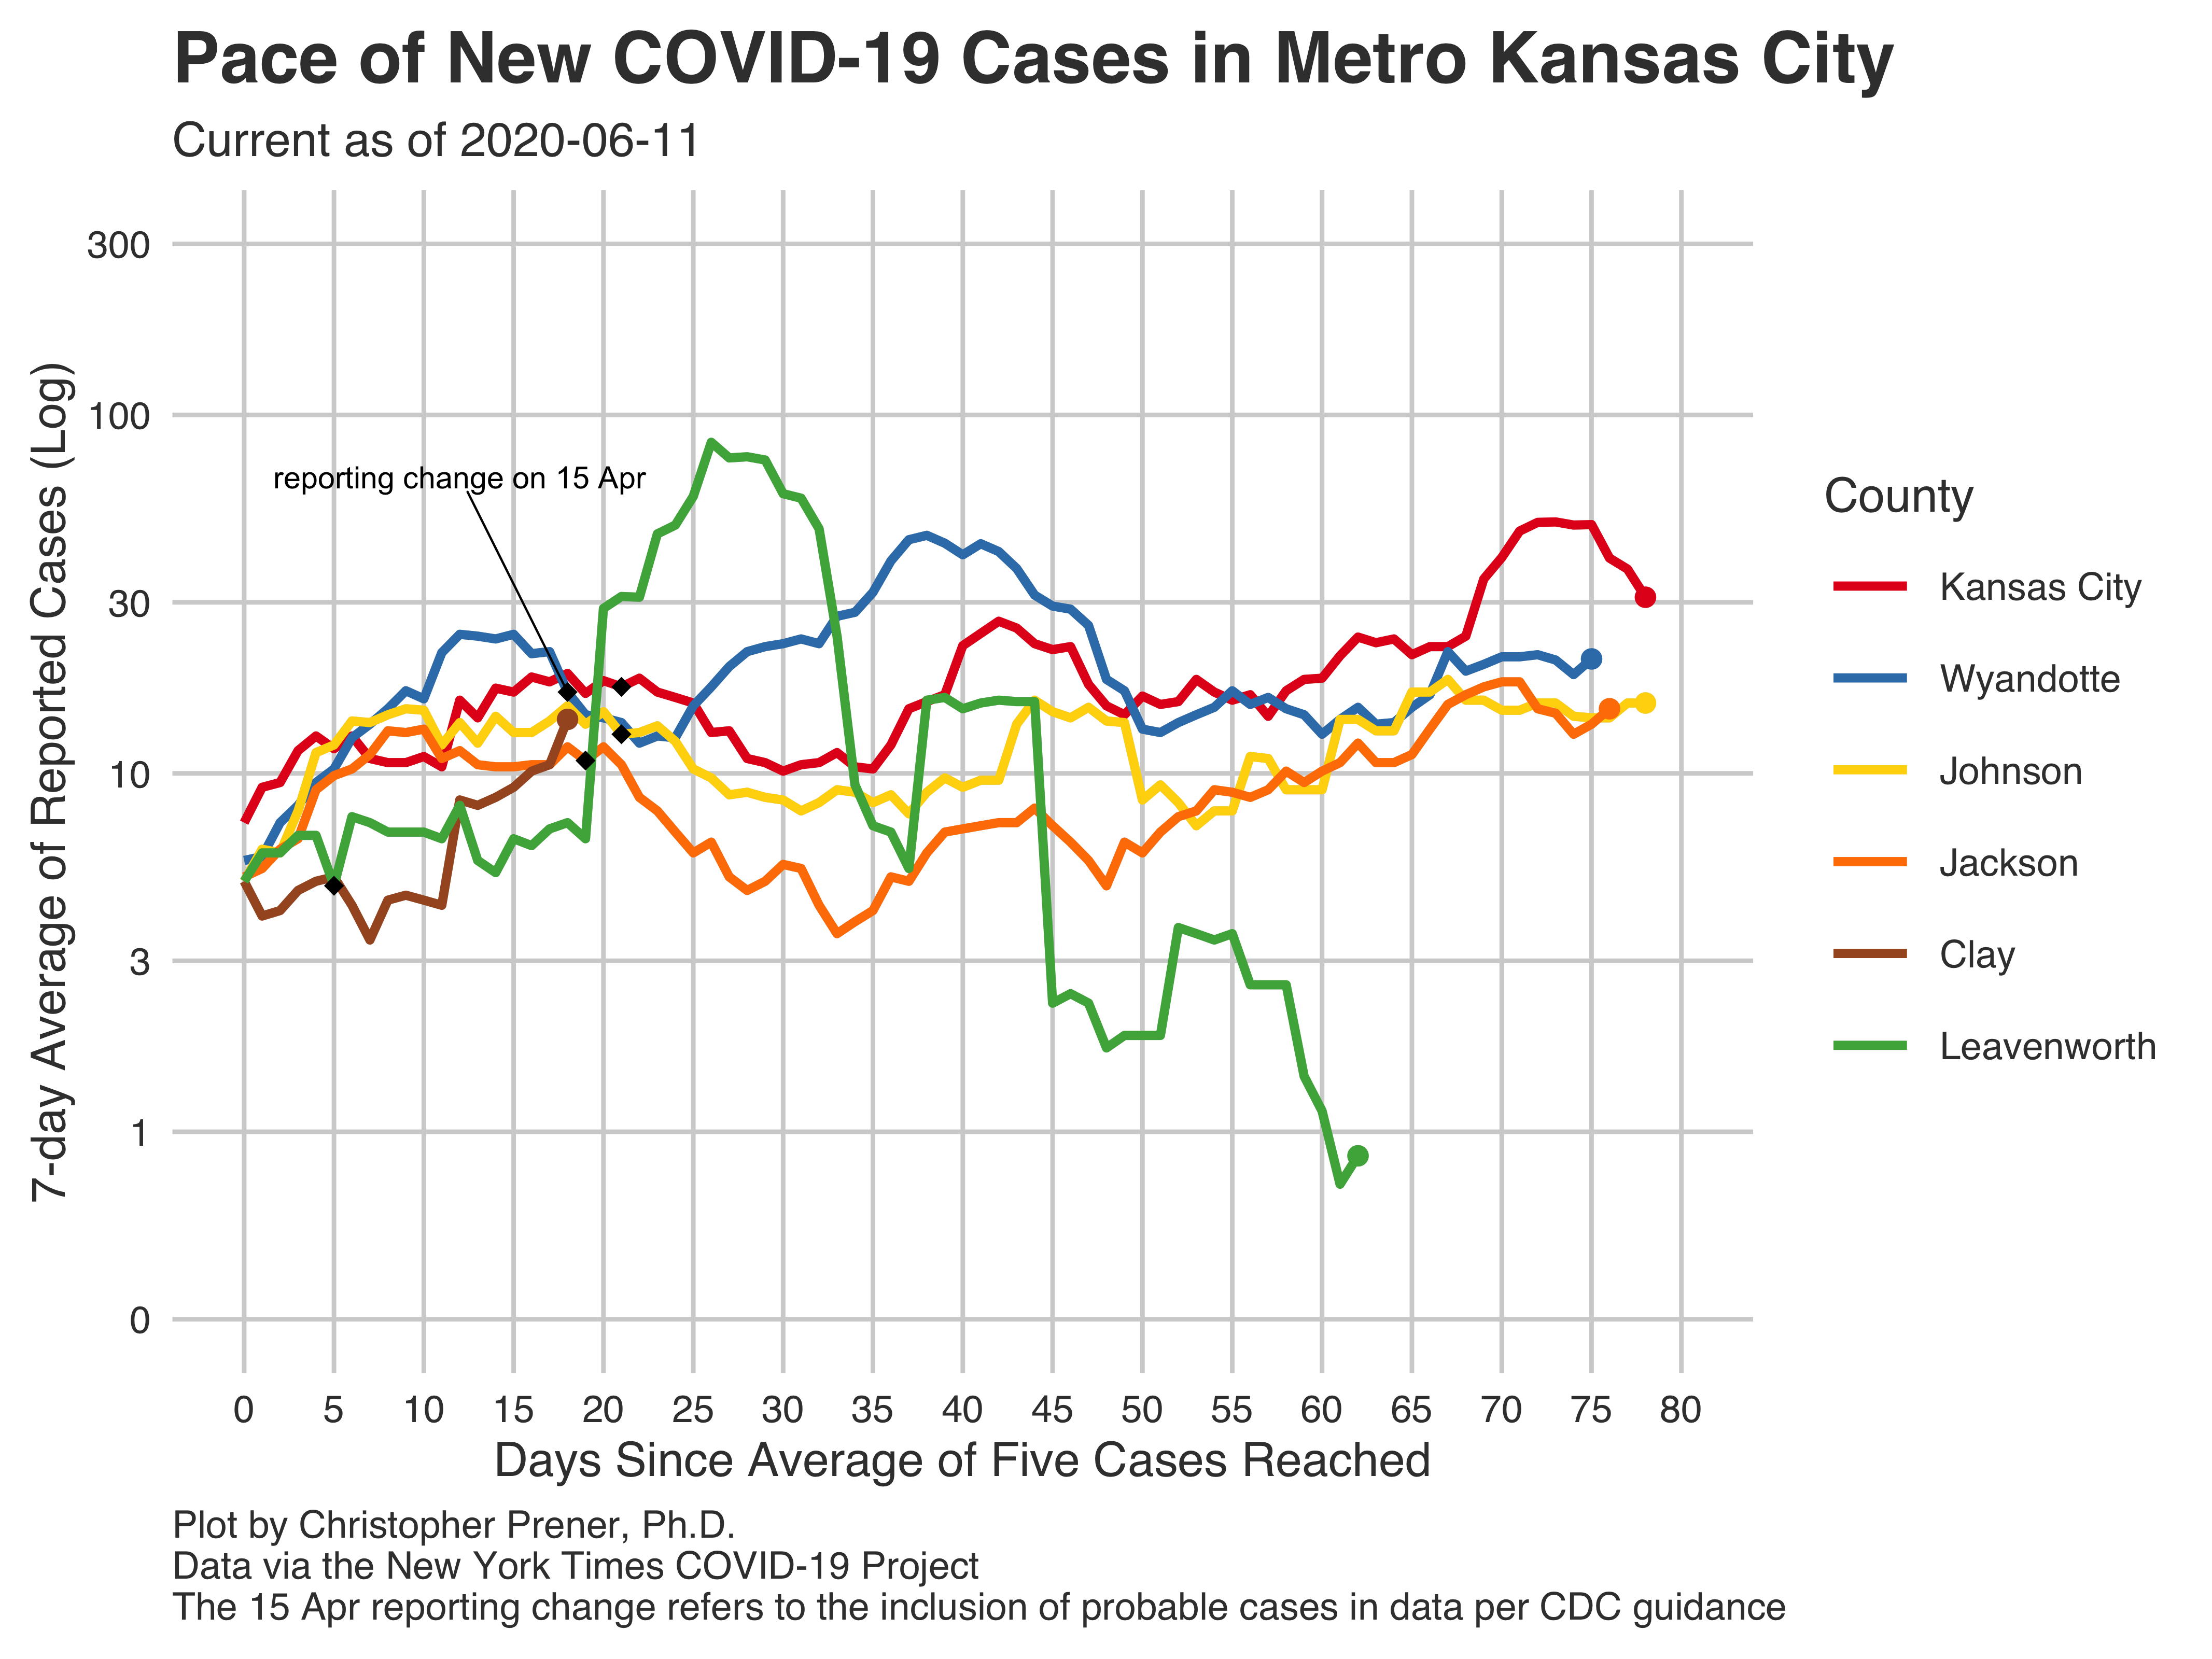 Pace of New COVID-19 Cases in Metro Kansas City
Current as of 2020-06-11
7-day Average of Reported Cases (Log)
300
100
30
10
3
1
0
reporting change on 15 Apr
County
Kansas City
Wyandotte
Johnson
Jackson
Clay
Leavenworth
0 5 10 15 20 25 30 35 40 45 50 55 60 65 70 75 80
Days Since Average of Five Cases Reached
Plot by Christopher Prener, Ph.D.
Data via the New York Times COVID-19 Project
The 15 Apr reporting change refers to the inclusion of probable cases in data per CDC guidance